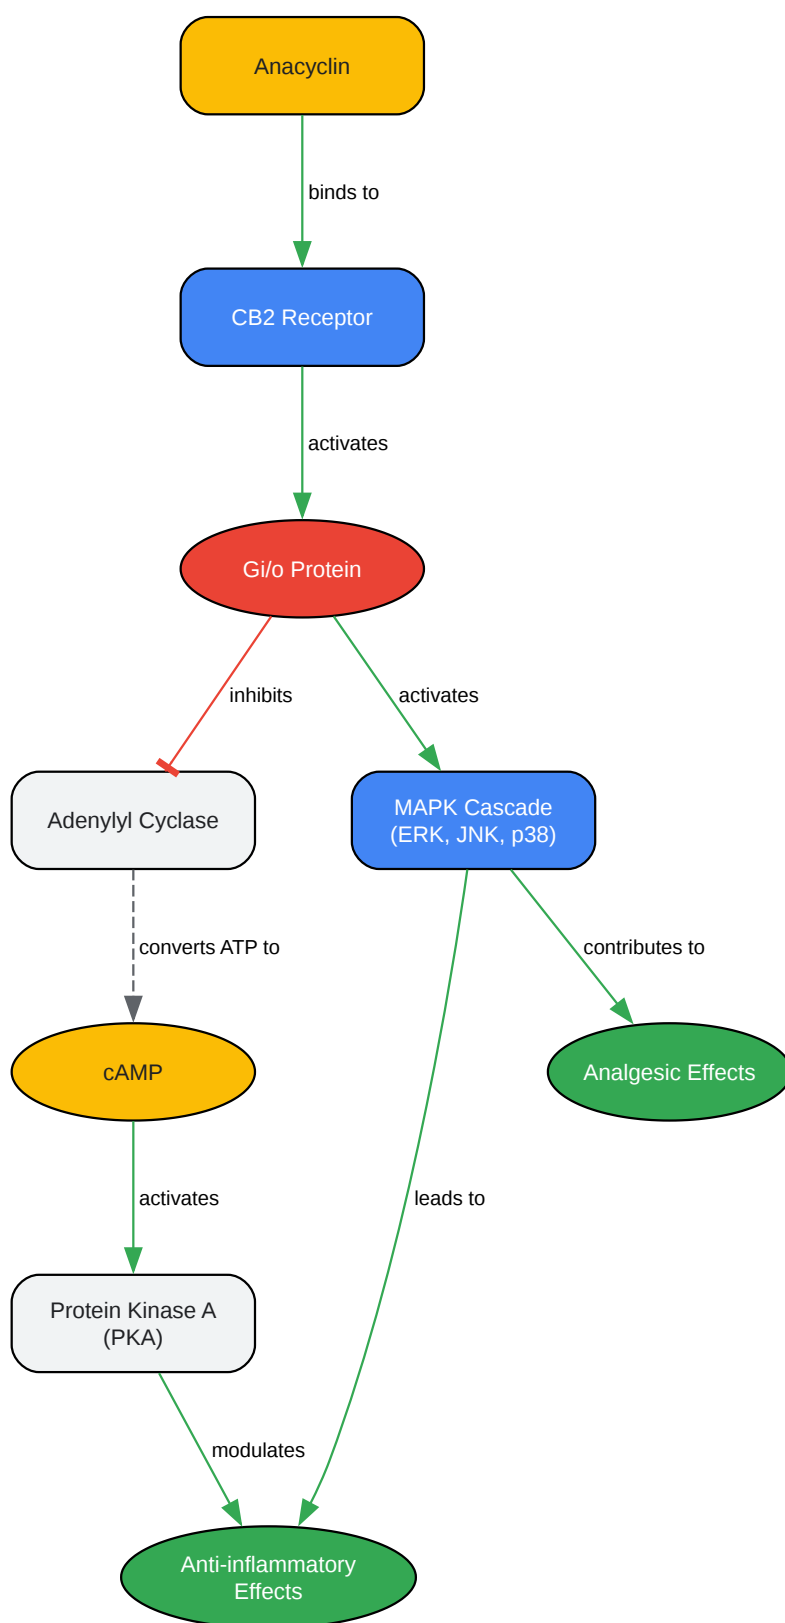 Anacyclin
binds to
CB2 Receptor
activates
Gi/o Protein
inhibits
activates
Adenylyl Cyclase
MAPK Cascade
(ERK, JNK, p38)
converts ATP to
contributes to
cAMP
Analgesic Effects
activates
leads to
Protein Kinase A
(PKA)
modulates
Anti-inflammatory
Effects